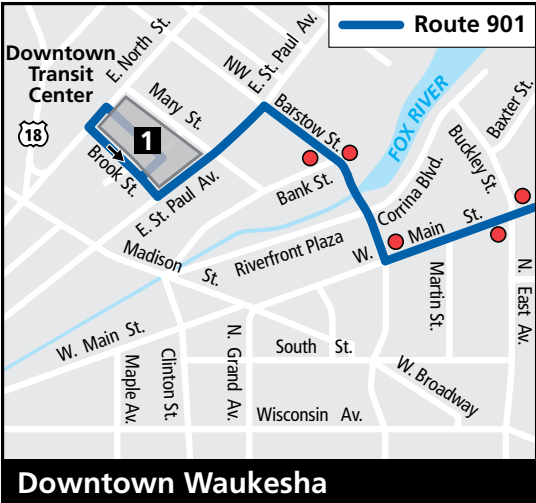 Route 901
E. North St.
NW
E. St. Paul Av.
Downtown
Transit
Center
Mary St.
Barstow St.
FOX RIVER
Baxter St.
18
1
Buckley St.
Brook St.
Bank St.
Corrina Blvd.
E. St. Paul Av.
Main St.
Madison St.
Riverfront Plaza
W.
Martin St.
N. East Av.
W. Main St.
Maple Av.
Clinton St.
N. Grand Av.
South St.
W. Broadway
Wisconsin Av.
Downtown Waukesha